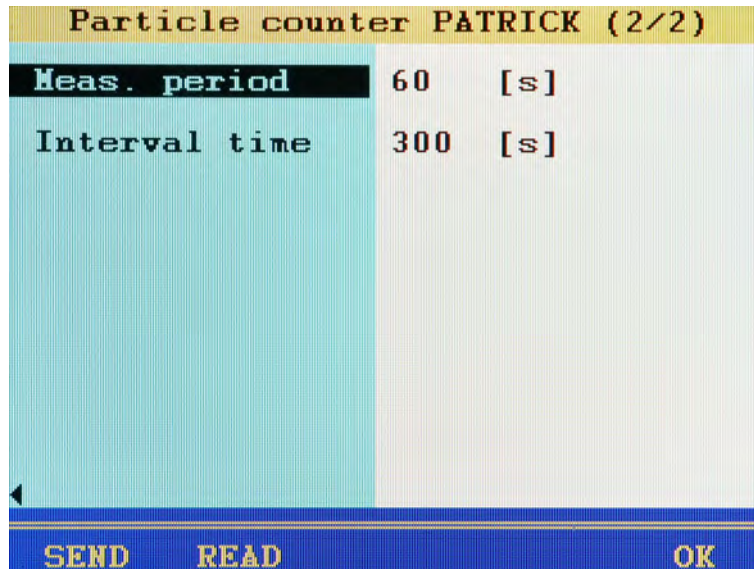 Particle counter PATRICK (2/2)
Meas. period 60 [s]
Interval time 300 [s]
SEND READ OK